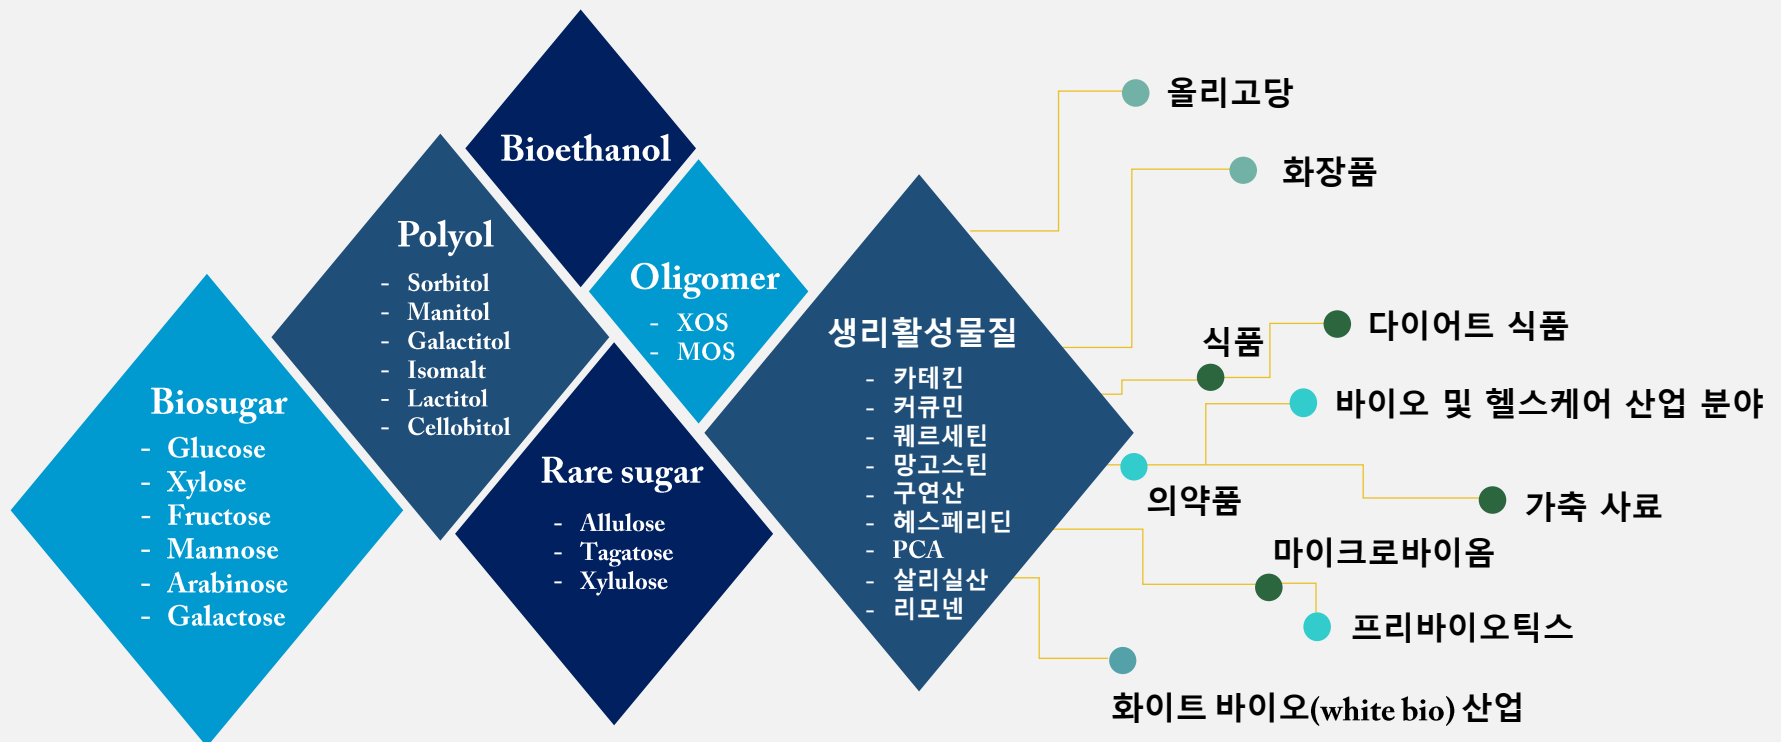 Bioethanol
Polyol
- Sorbitol
- Manitol
- Galactitol
- Isomalt
- Lactitol
- Cellobitol
Oligomer
- XOS
- MOS
Biosugar
- Glucose
- Xylose
- Fructose
- Mannose
- Arabinose
- Galactose
Rare sugar
- Allulose
- Tagatose
- Xylulose
생리활성물질
- 카테킨
- 커큐민
- 퀘르세틴
- 망고스틴
- 구연산
- 헤스페리딘
- PCA
- 살리실산
- 리모넨
올리고당
화장품
식품
다이어트 식품
바이오 및 헬스케어 산업 분야
의약품
가축 사료
마이크로바이옴
프리바이오틱스
화이트 바이오(white bio) 산업